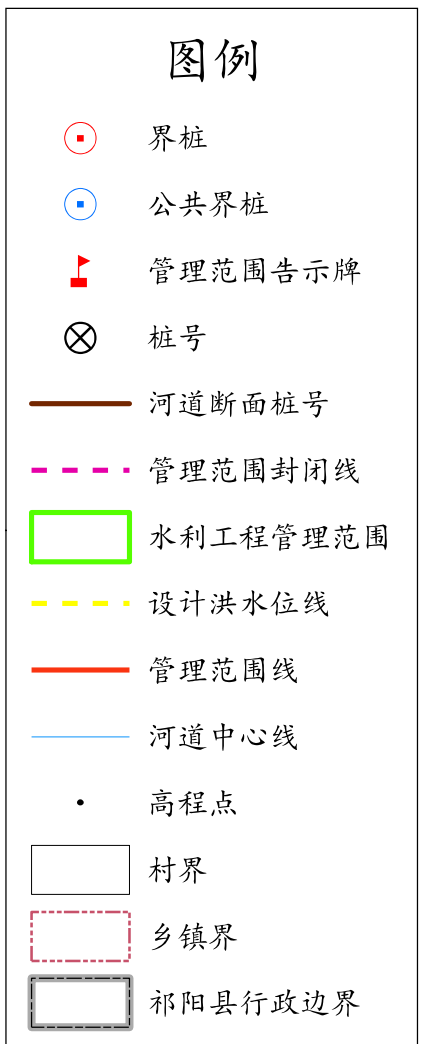 图例
界桩
公共界桩
管理范围告示牌
桩号
河道断面桩号
管理范围封闭线
水利工程管理范围
设计洪水位线
管理范围线
河道中心线
高程点
村界
乡镇界
祁阳县行政边界